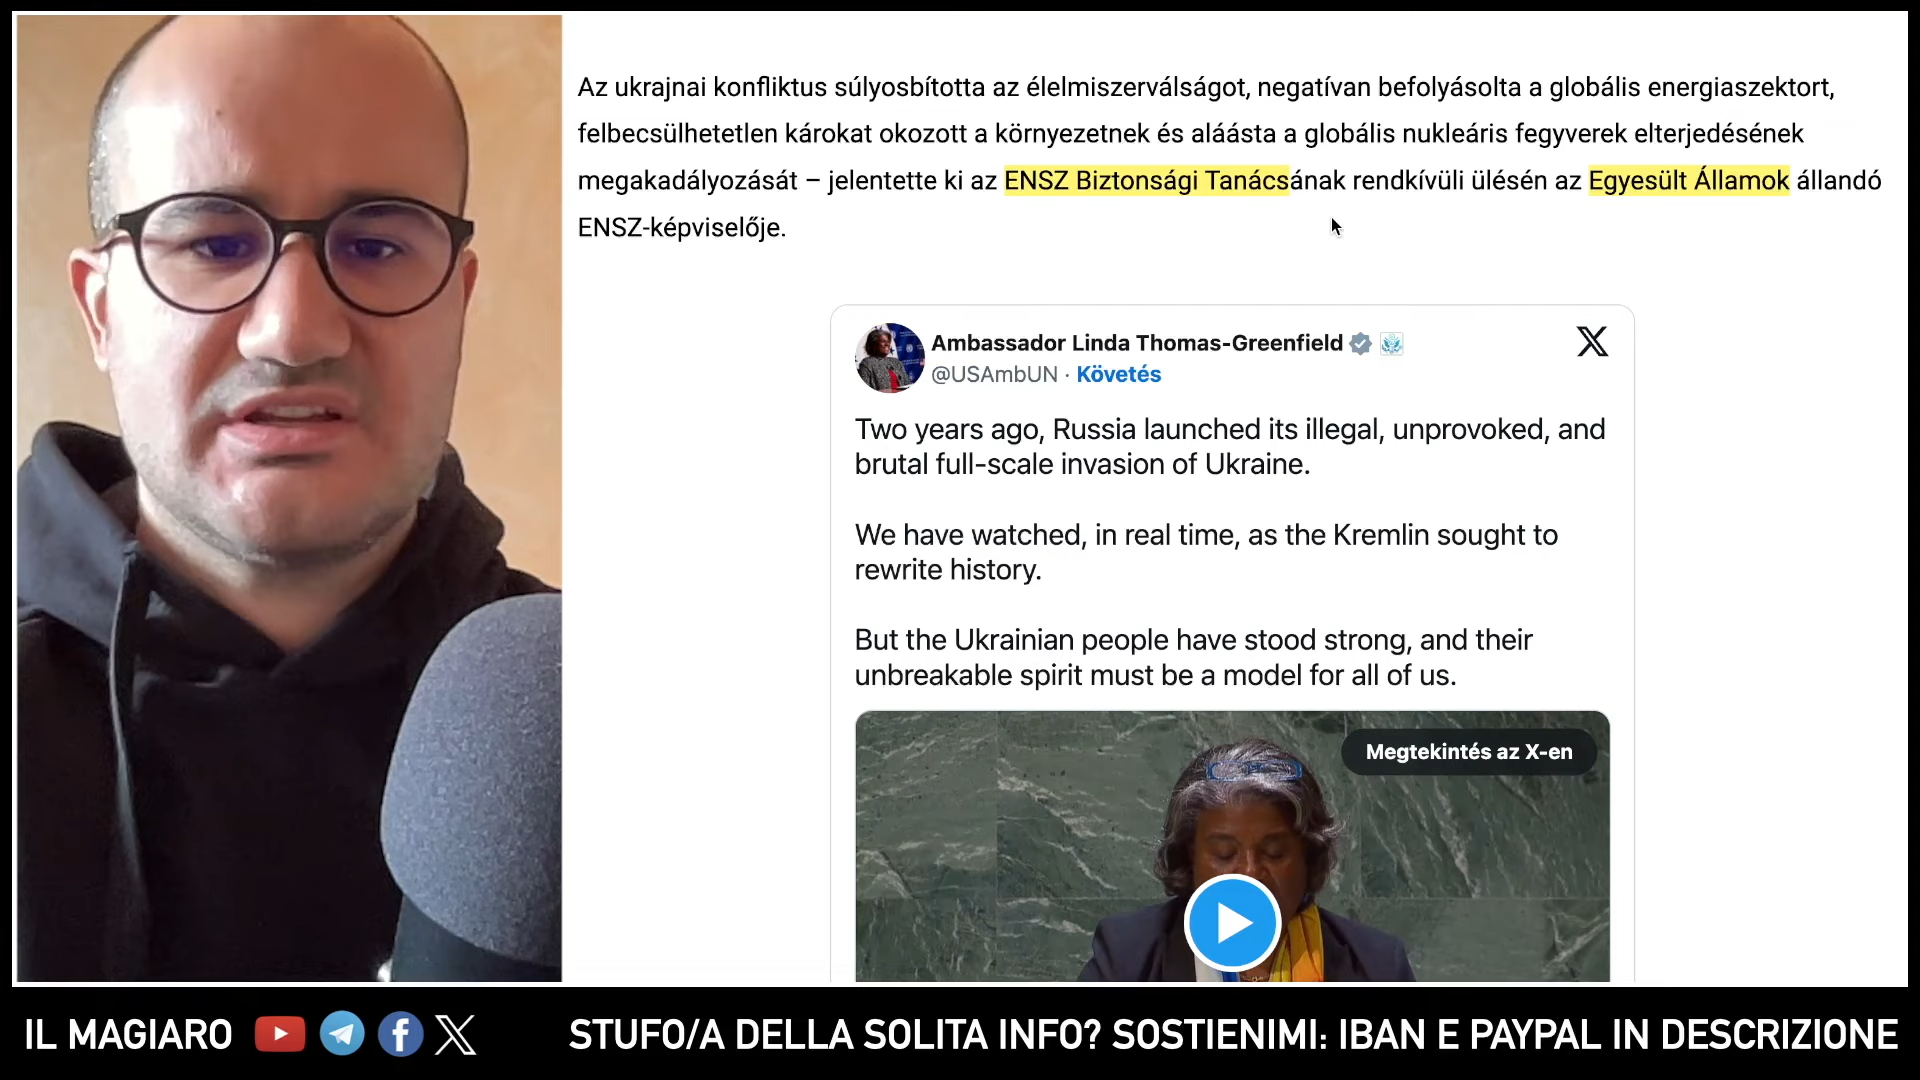 Az ukrajnai konfliktus súlyosbította az élelmiszerválságot, negatívan befolyásolta a globális energiaszektort,
felbecsülhetetlen károkat okozott a környezetnek és aláásta a globális nukleáris fegyverek elterjedésének
megakadályozását – jelentette ki az ENSZ Biztonsági Tanácsának rendkívüli ülésén az Egyesült Államok állandó
ENSZ-képviselője.
Ambassador Linda Thomas-Greenfield
@USAmbUN · Követés
Two years ago, Russia launched its illegal, unprovoked, and
brutal full-scale invasion of Ukraine.
We have watched, in real time, as the Kremlin sought to
rewrite history.
But the Ukrainian people have stood strong, and their
unbreakable spirit must be a model for all of us.
Megtekintés az X-en
IL MAGIARO
STUFO/A DELLA SOLITA INFO? SOSTIENIMI: IBAN E PAYPAL IN DESCRIZIONE